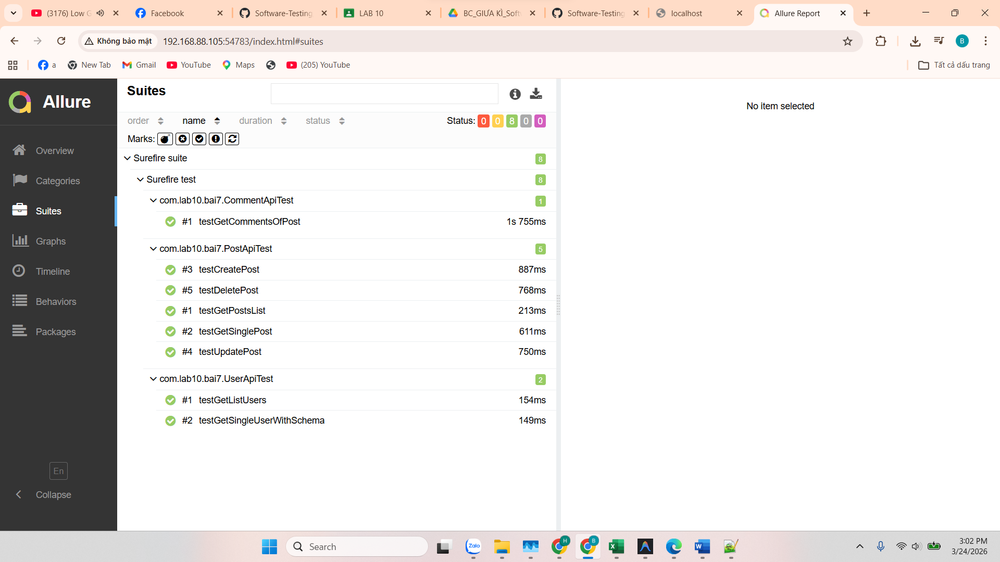 (3176) Low G
Facebook
Software-Testing
LAB 10
BC_GIỮA KÌ_Soft
Software-Testing
localhost
Allure Report
Không bảo mật
192.168.88.105:54783/index.html#suites
B
a
New Tab
Gmail
YouTube
Maps
(205) YouTube
Tất cả dấu trang
Allure
Overview
Categories
Suites
Graphs
Timeline
Behaviors
Packages
En
Collapse
Suites
order name duration status Status: 0 0 8 0 0
Marks:
Surefire suite 8
Surefire test 8
com.lab10.bai7.CommentApiTest 1
#1 testGetCommentsOfPost 1s 755ms
com.lab10.bai7.PostApiTest 5
#3 testCreatePost 887ms
#5 testDeletePost 768ms
#1 testGetPostsList 213ms
#2 testGetSinglePost 611ms
#4 testUpdatePost 750ms
com.lab10.bai7.UserApiTest 2
#1 testGetListUsers 154ms
#2 testGetSingleUserWithSchema 149ms
No item selected
Search
Zalo
H
B
3:02 PM
3/24/2026